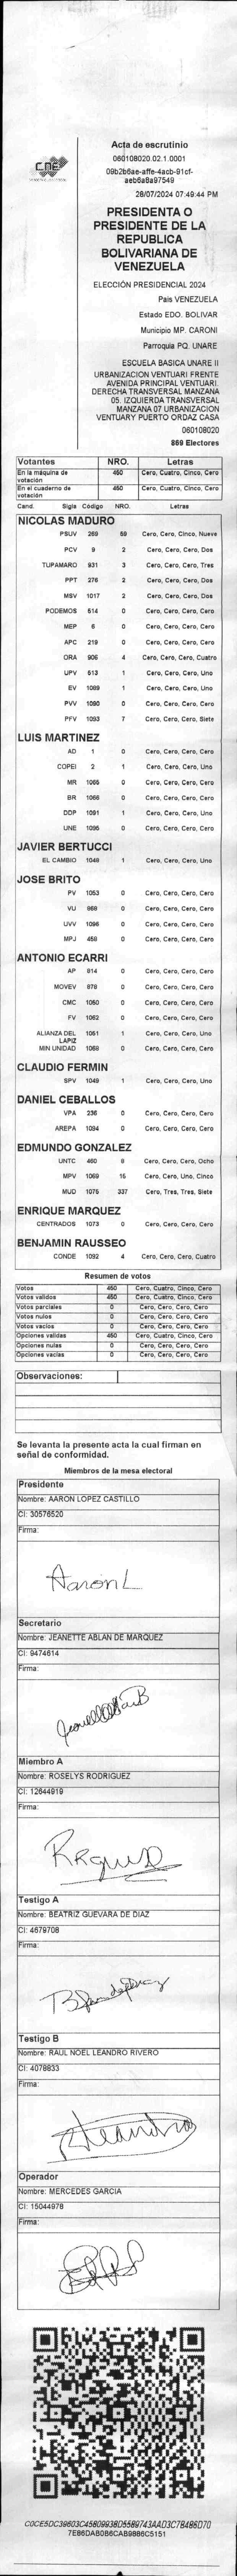 CNE
Acta de escrutinio
060108020.02.1.0001
09b2b6ae-affe-4acb-91cf-
aeb6a8a97549
28/07/2024 07:49:44 PM
PRESIDENTA O
PRESIDENTE DE LA
REPUBLICA
BOLIVARIANA DE
VENEZUELA
ELECCIÓN PRESIDENCIAL 2024
Pais VENEZUELA
Estado EDO. BOLIVAR
Municipio MP. CARONI
Parroquia PQ. UNARE
ESCUELA BASICA UNARE II
URBANIZACION VENTUARI FRENTE
AVENIDA PRINCIPAL VENTUARI.
DERECHA TRANSVERSAL MANZANA
05. IZQUIERDA TRANSVERSAL
MANZANA 07 URBANIZACION
VENTUARY PUERTO ORDAZ CASA
060108020
869 Electores
Votantes NRO. Letras
En la máquina de votación 450 Cero, Cuatro, Cinco, Cero
En el cuaderno de votación 450 Cero, Cuatro, Cinco, Cero
Cand. Sigla Código NRO. Letras
NICOLAS MADURO
PSUV 269 59 Cero, Cero, Cinco, Nueve
PCV 9 2 Cero, Cero, Cero, Dos
TUPAMARO 931 3 Cero, Cero, Cero, Tres
PPT 276 2 Cero, Cero, Cero, Dos
MSV 1017 2 Cero, Cero, Cero, Dos
PODEMOS 514 0 Cero, Cero, Cero, Cero
MEP 6 0 Cero, Cero, Cero, Cero
APC 219 0 Cero, Cero, Cero, Cero
ORA 906 4 Cero, Cero, Cero, Cuatro
UPV 513 1 Cero, Cero, Cero, Uno
EV 1089 1 Cero, Cero, Cero, Uno
PVV 1090 0 Cero, Cero, Cero, Cero
PFV 1093 7 Cero, Cero, Cero, Siete
LUIS MARTINEZ
AD 1 0 Cero, Cero, Cero, Cero
COPEI 2 1 Cero, Cero, Cero, Uno
MR 1065 0 Cero, Cero, Cero, Cero
BR 1066 0 Cero, Cero, Cero, Cero
DDP 1091 1 Cero, Cero, Cero, Uno
UNE 1095 0 Cero, Cero, Cero, Cero
JAVIER BERTUCCI
EL CAMBIO 1048 1 Cero, Cero, Cero, Uno
JOSE BRITO
PV 1053 0 Cero, Cero, Cero, Cero
VU 968 0 Cero, Cero, Cero, Cero
UVV 1096 0 Cero, Cero, Cero, Cero
MPJ 458 0 Cero, Cero, Cero, Cero
ANTONIO ECARRI
AP 914 0 Cero, Cero, Cero, Cero
MOVEV 878 0 Cero, Cero, Cero, Cero
CMC 1050 0 Cero, Cero, Cero, Cero
FV 1062 0 Cero, Cero, Cero, Cero
ALIANZA DEL LAPIZ 1051 1 Cero, Cero, Cero, Uno
MIN UNIDAD 1069 0 Cero, Cero, Cero, Cero
CLAUDIO FERMIN
SPV 1049 1 Cero, Cero, Cero, Uno
DANIEL CEBALLOS
VPA 236 0 Cero, Cero, Cero, Cero
AREPA 1094 0 Cero, Cero, Cero, Cero
EDMUNDO GONZALEZ
UNTC 460 8 Cero, Cero, Cero, Ocho
MPV 1069 15 Cero, Cero, Uno, Cinco
MUD 1075 337 Cero, Tres, Tres, Siete
ENRIQUE MARQUEZ
CENTRADOS 1073 0 Cero, Cero, Cero, Cero
BENJAMIN RAUSSEO
CONDE 1092 4 Cero, Cero, Cero, Cuatro
Resumen de votos
Votos 450 Cero, Cuatro, Cinco, Cero
Votos validos 450 Cero, Cuatro, Cinco, Cero
Votos parciales 0 Cero, Cero, Cero, Cero
Votos nulos 0 Cero, Cero, Cero, Cero
Votos vacios 0 Cero, Cero, Cero, Cero
Opciones validas 450 Cero, Cuatro, Cinco, Cero
Opciones nulas 0 Cero, Cero, Cero, Cero
Opciones vacias 0 Cero, Cero, Cero, Cero
Observaciones:
Se levanta la presente acta la cual firman en
señal de conformidad.
Miembros de la mesa electoral
Presidente
Nombre: AARON LOPEZ CASTILLO
CI: 30576520
Firma:
Aaron L
Secretario
Nombre: JEANETTE ABLAN DE MARQUEZ
CI: 9474614
Firma:
Miembro A
Nombre: ROSELYS RODRIGUEZ
CI: 12644919
Firma:
Testigo A
Nombre: BEATRIZ GUEVARA DE DIAZ
CI: 4679708
Firma:
Testigo B
Nombre: RAUL NOEL LEANDRO RIVERO
CI: 4078833
Firma:
Operador
Nombre: MERCEDES GARCIA
CI: 15044978
Firma:
C0CE5DC39603C45809938D5589743AAD3C7B4B6D70
7E86DAB0B6CAB9886C5151